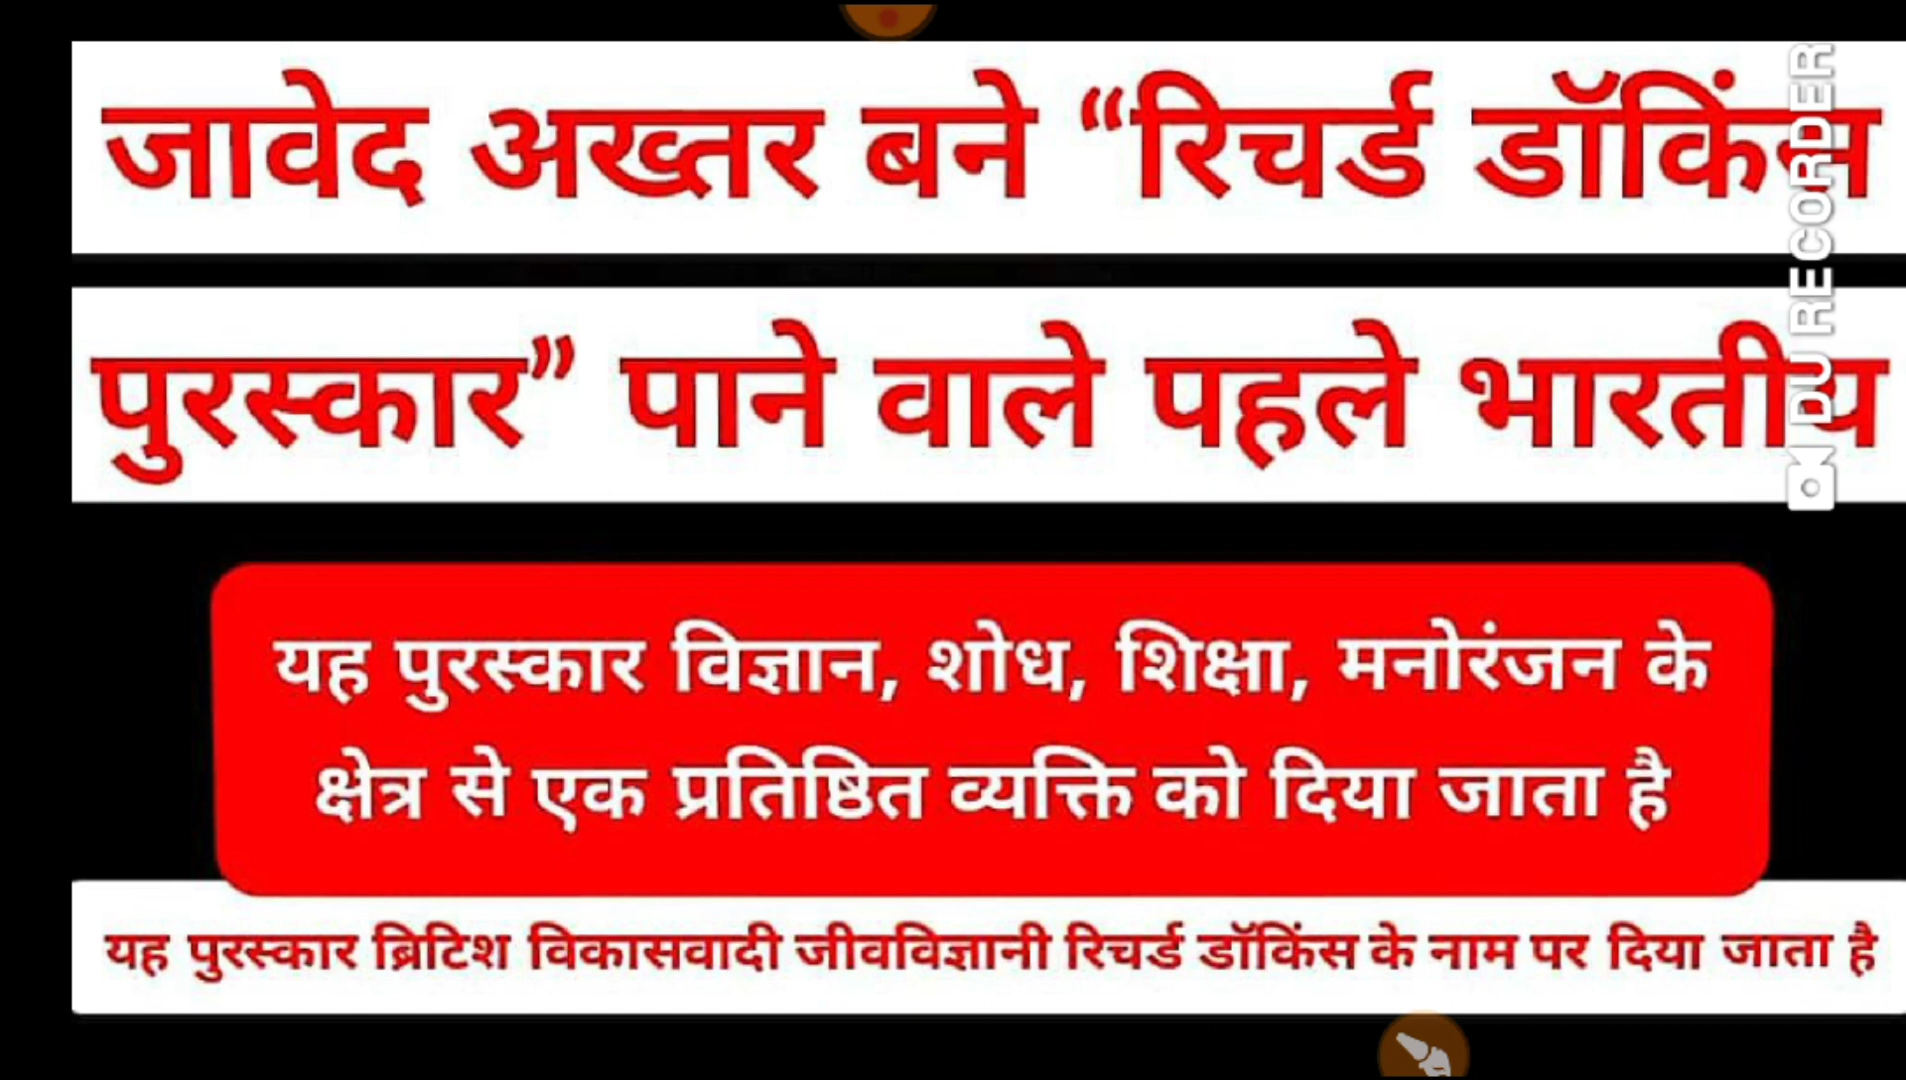 जावेद अख्तर बने “रिचर्ड डॉकिंस
पुरस्कार” पाने वाले पहले भारतीय
यह पुरस्कार विज्ञान, शोध, शिक्षा, मनोरंजन के
क्षेत्र से एक प्रतिष्ठित व्यक्ति को दिया जाता है
यह पुरस्कार ब्रिटिश विकासवादी जीवविज्ञानी रिचर्ड डॉकिंस के नाम पर दिया जाता है
DU RECORDER